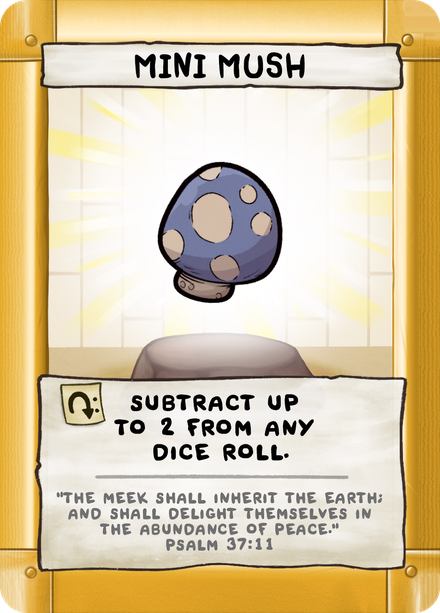 MINI MUSH
SUBTRACT UP
TO 2 FROM ANY
DICE ROLL.
"THE MEEK SHALL INHERIT THE EARTH;
AND SHALL DELIGHT THEMSELVES IN
THE ABUNDANCE OF PEACE."
PSALM 37:11